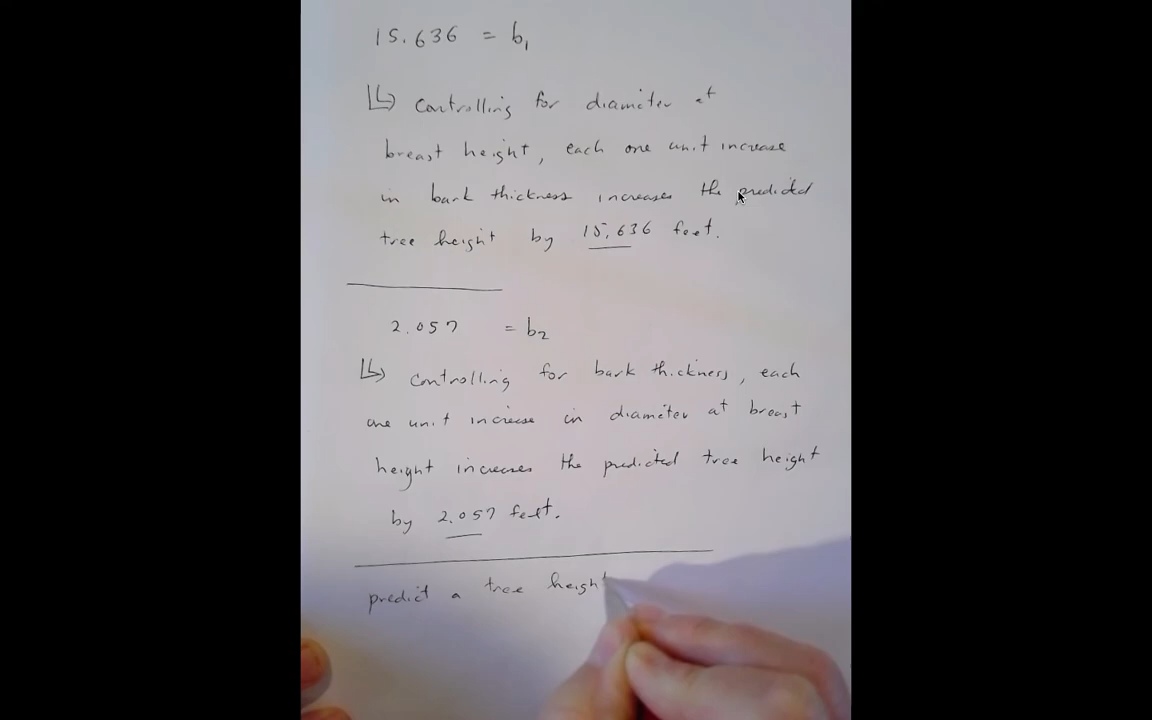 15.636 = b₁
↳ Controlling for diameter at
breast height, each one unit increase
in bark thickness increases the predicted
tree height by 15.636 feet.
2.057 = b₂
↳ controlling for bark thickness, each
one unit increase in diameter at breast
height increases the predicted tree height
by 2.057 feet.
predict a tree height